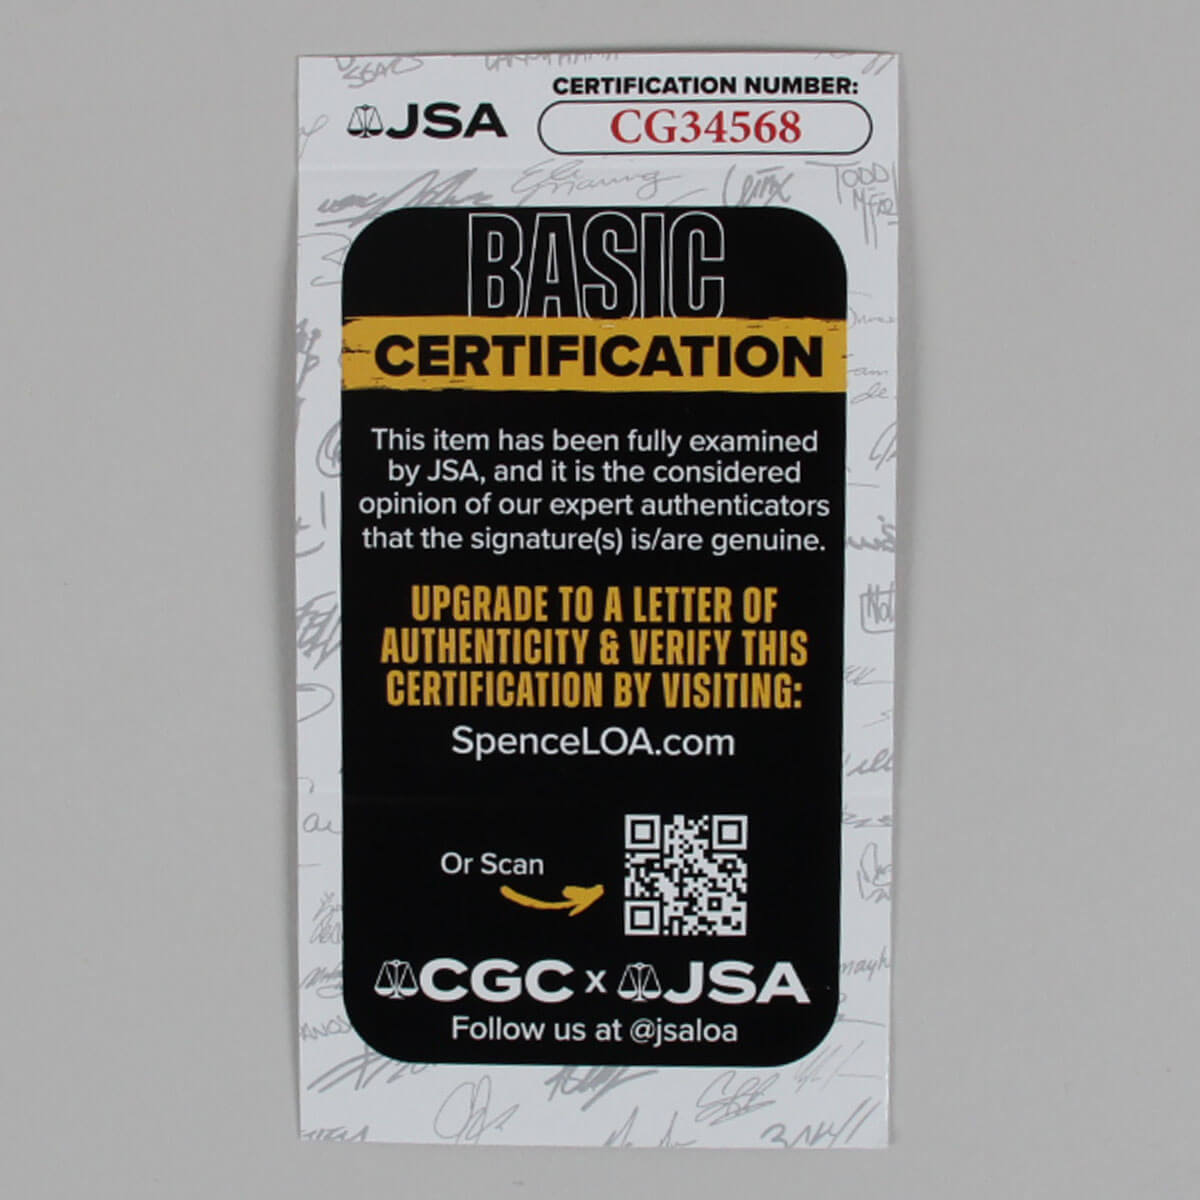 JSA
CERTIFICATION NUMBER:
CG34568
BASIC
CERTIFICATION
This item has been fully examined
by JSA, and it is the considered
opinion of our expert authenticators
that the signature(s) is/are genuine.
UPGRADE TO A LETTER OF
AUTHENTICITY & VERIFY THIS
CERTIFICATION BY VISITING:
SpenceLOA.com
Or Scan
CGC x JSA
Follow us at @jsaloa